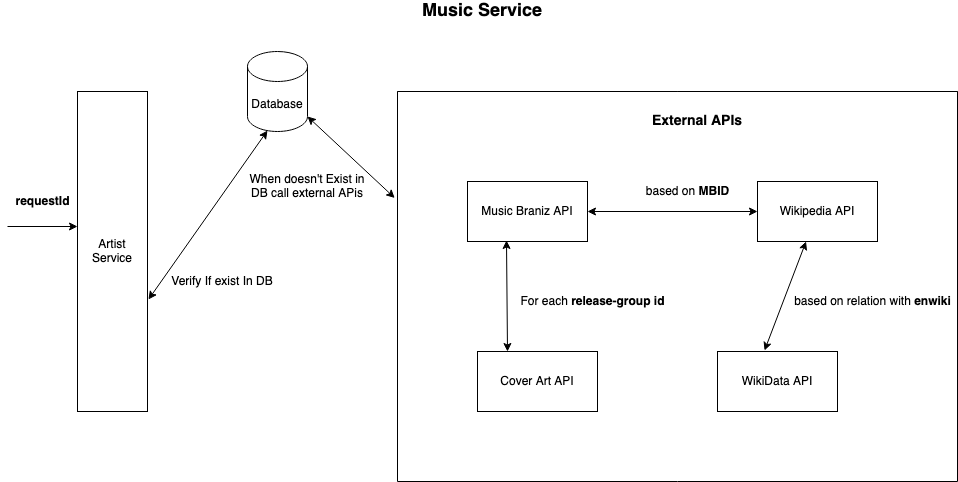 Music Service
Database
External APIs
When doesn't Exist in
DB call external APis
based on MBID
requestId
Music Braniz API
Wikipedia API
Artist
Service
Verify If exist In DB
For each release-group id
based on relation with enwiki
Cover Art API
WikiData API